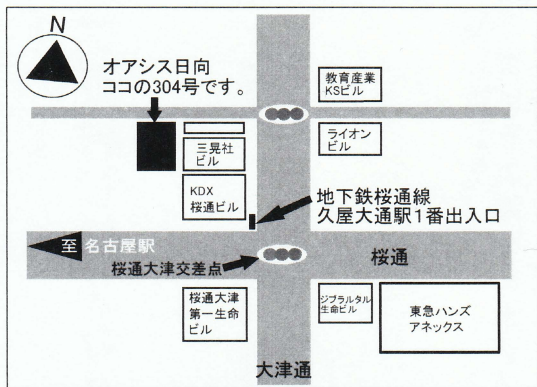 N
オアシス日向
ココの304号です。
教育産業
KSビル
三晃社
ビル
ライオン
ビル
KDX
桜通ビル
地下鉄桜通線
久屋大通駅1番出入口
至 名古屋駅
桜通大津交差点
桜通
桜通大津
第一生命
ビル
ジブラルタル
生命ビル
東急ハンズ
アネックス
大津通